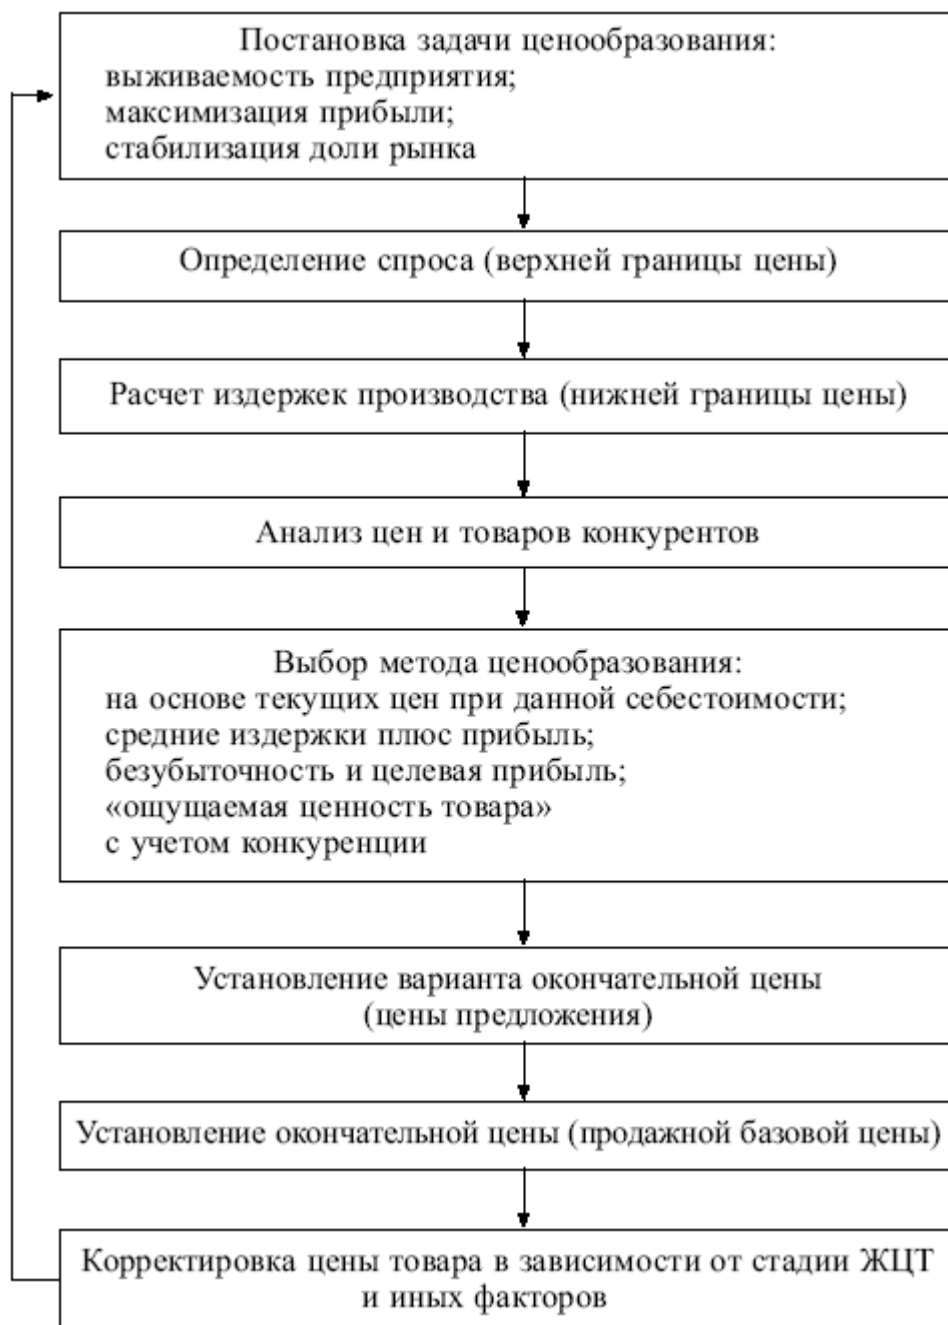 Постановка задачи ценообразования:
выживаемость предприятия;
максимизация прибыли;
стабилизация доли рынка
Определение спроса (верхней границы цены)
Расчет издержек производства (нижней границы цены)
Анализ цен и товаров конкурентов
Выбор метода ценообразования:
на основе текущих цен при данной себестоимости;
средние издержки плюс прибыль;
безубыточность и целевая прибыль;
«ощущаемая ценность товара»
с учетом конкуренции
Установление варианта окончательной цены
(цены предложения)
Установление окончательной цены (продажной базовой цены)
Корректировка цены товара в зависимости от стадии ЖЦТ
и иных факторов